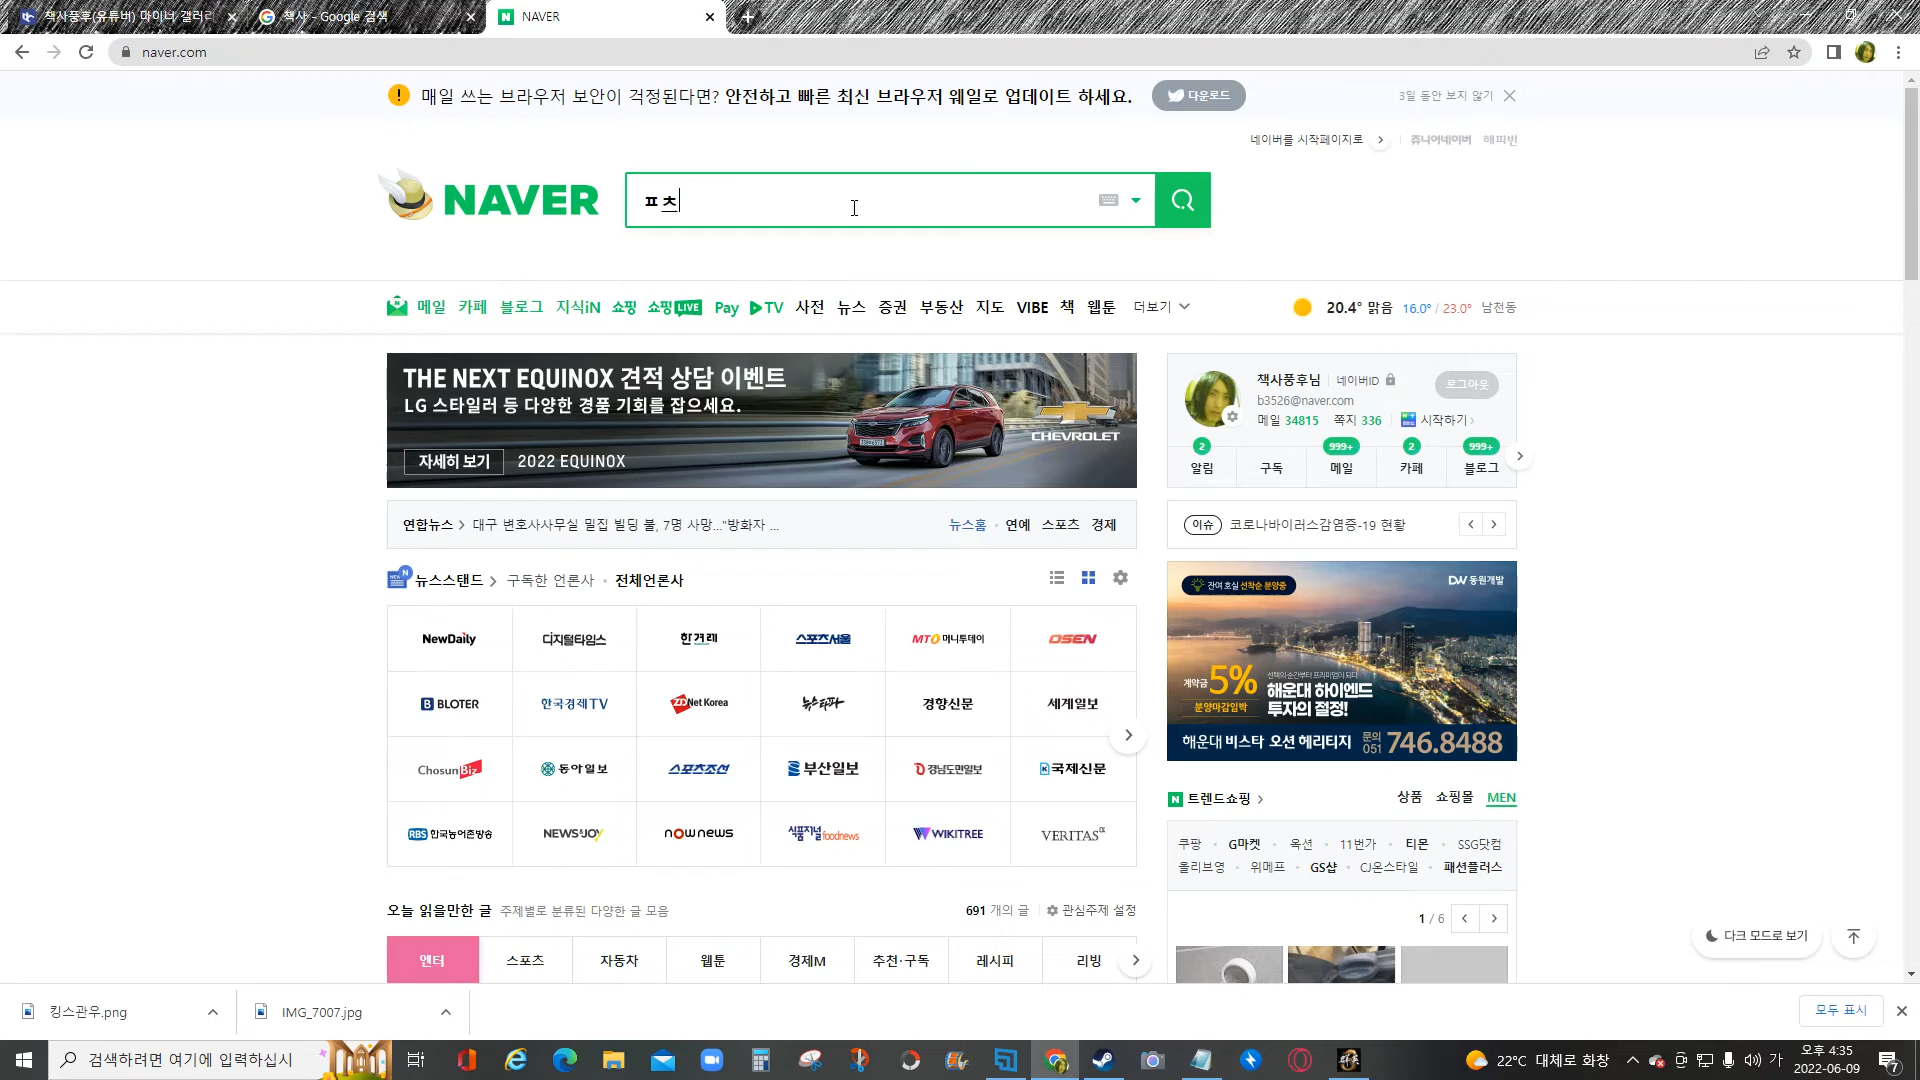 책사풍후(유튜버) 마이너 갤러리
책사 - Google 검색
NAVER
naver.com
매일 쓰는 브라우저 보안이 걱정된다면? 안전하고 빠른 최신 브라우저 웨일로 업데이트 하세요.
다운로드
3일 동안 보지 않기
네이버를 시작페이지로
쥬니어네이버 해피빈
NAVER
ㅍㅊ
메일 카페 블로그 지식iN 쇼핑 쇼핑LIVE Pay TV 사전 뉴스 증권 부동산 지도 VIBE 책 웹툰 더보기
20.4° 맑음 16.0° / 23.0° 남천동
THE NEXT EQUINOX 견적 상담 이벤트
LG 스타일러 등 다양한 경품 기회를 잡으세요.
자세히 보기 2022 EQUINOX
CHEVROLET
책사풍후님 네이버ID
로그아웃
b3526@naver.com
메일 34815 쪽지 336 시작하기
2 999+ 2 999+
알림 구독 메일 카페 블로그
연합뉴스 대구 변호사사무실 밀집 빌딩 불, 7명 사망..."방화자 ...
뉴스홈 · 연예 스포츠 경제
이슈 코로나바이러스감염증-19 현황
뉴스스탠드 구독한 언론사 · 전체언론사
NewDaily 디지털타임스 한겨레 스포츠서울 MTO 머니투데이 OSEN
BLOTER 한국경제TV ZDNet Korea 뉴스타파 경향신문 세계일보
ChosunBiz 동아일보 스포츠조선 부산일보 경남도민일보 국제신문
RBS 한국농어촌방송 NEWS&JOY nownews 식품저널 foodnews WIKITREE VERITASα
잔여 호실 선착순 분양중
DW 동원개발
계약금 5%
분양마감임박
해운대 하이엔드
투자의 절정!
해운대 비스타 오션 헤리티지 문의 051 746.8488
트렌드쇼핑
상품 쇼핑몰 MEN
쿠팡 · G마켓 · 옥션 · 11번가 · 티몬 · SSG닷컴
올리브영 · 위메프 · GS샵 · CJ온스타일 · 패션플러스
1 / 6
오늘 읽을만한 글 주제별로 분류된 다양한 글 모음
691 개의 글 관심주제 설정
엔터 스포츠 자동차 웹툰 경제M 추천·구독 레시피 리빙
다크 모드로 보기
킹스관우.png
IMG_7007.jpg
모두 표시
검색하려면 여기에 입력하십시
22°C 대체로 화창
가
오후 4:35
2022-06-09
7